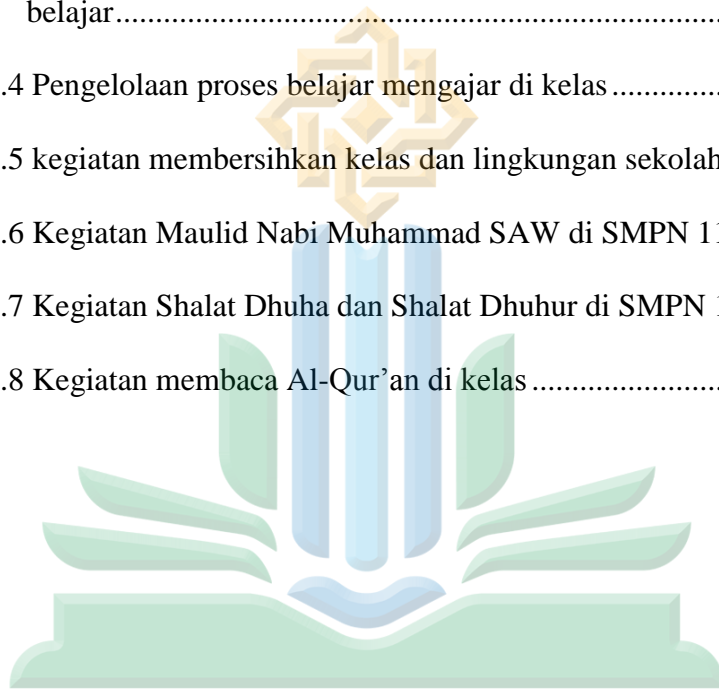 belajar
.4 Pengelolaan proses belajar mengajar di kelas
.5 kegiatan membersihkan kelas dan lingkungan sekolah
.6 Kegiatan Maulid Nabi Muhammad SAW di SMPN 11
.7 Kegiatan Shalat Dhuha dan Shalat Dhuhur di SMPN 1
.8 Kegiatan membaca Al-Qur’an di kelas